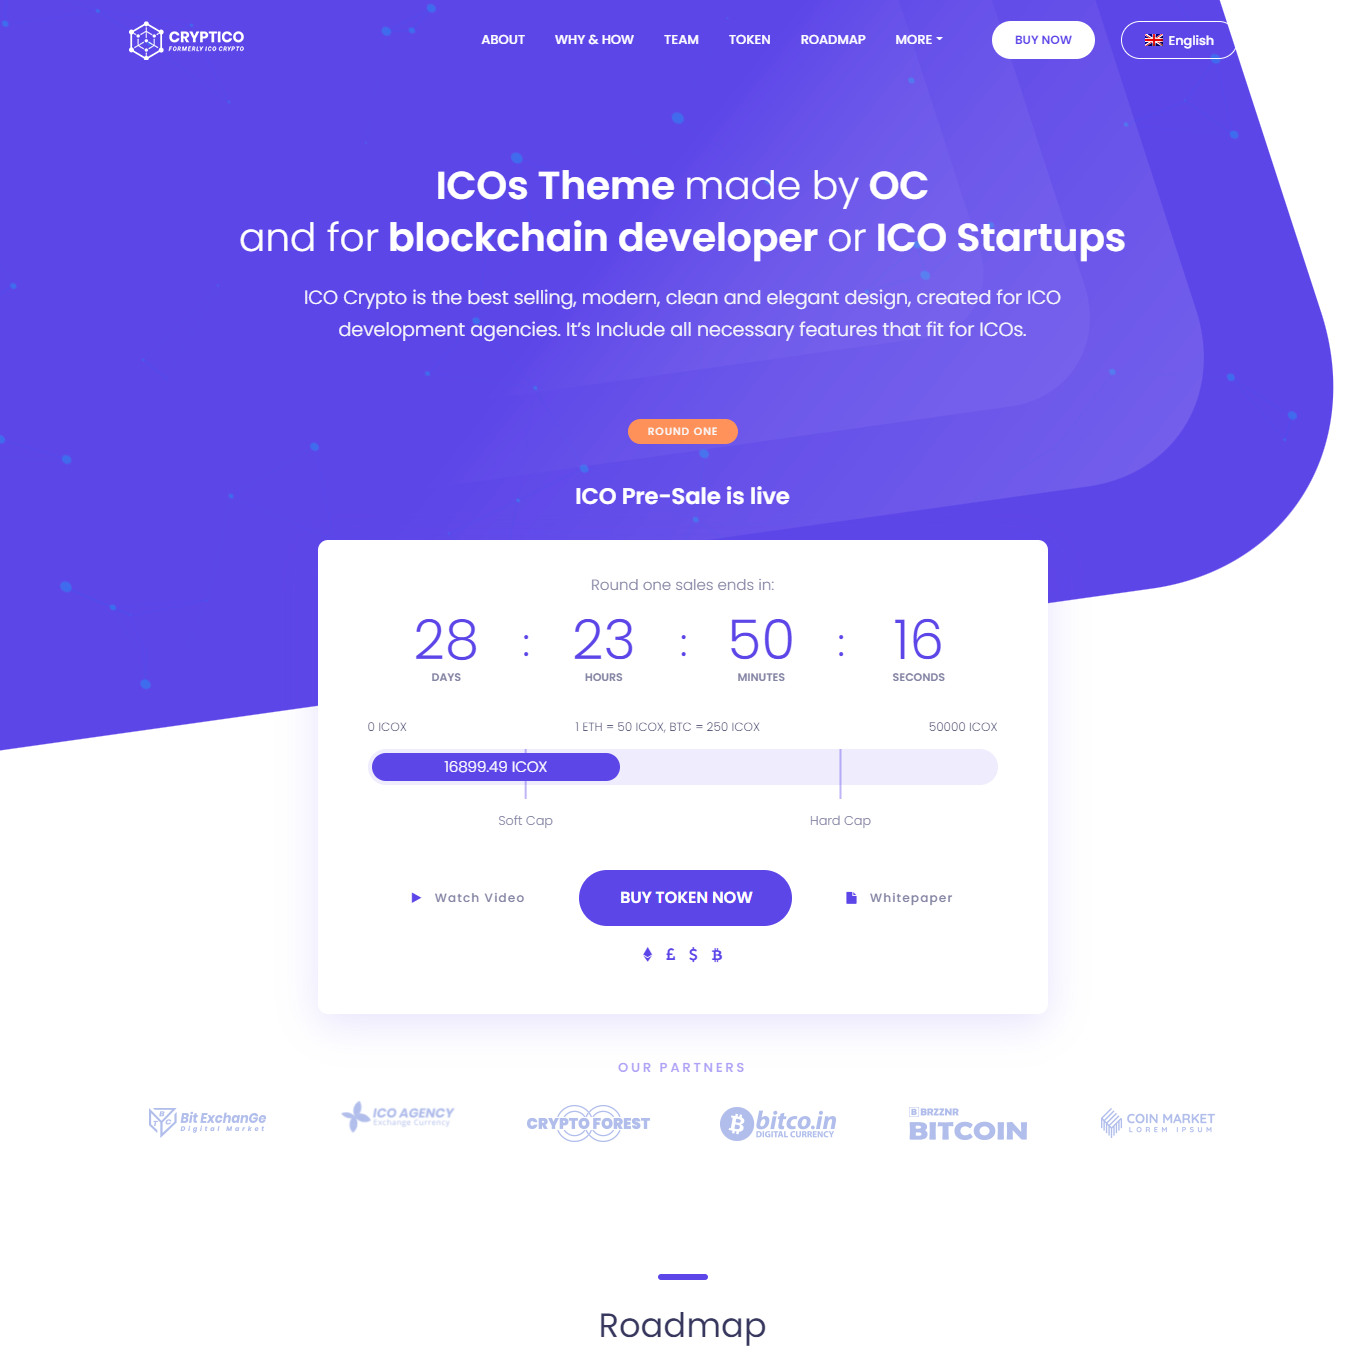 CRYPTICO
FORMERLY ICO CRYPTO
ABOUT
WHY & HOW
TEAM
TOKEN
ROADMAP
MORE
BUY NOW
English
ICOs Theme made by OC
and for blockchain developer or ICO Startups
ICO Crypto is the best selling, modern, clean and elegant design, created for ICO
development agencies. It’s Include all necessary features that fit for ICOs.
ROUND ONE
ICO Pre-Sale is live
Round one sales ends in:
28 : 23 : 50 : 16
DAYS HOURS MINUTES SECONDS
0 ICOX
1 ETH = 50 ICOX, BTC = 250 ICOX
50000 ICOX
16899.49 ICOX
Soft Cap
Hard Cap
Watch Video
BUY TOKEN NOW
Whitepaper
OUR PARTNERS
Bit ExchanGe
Digital Market
ICO AGENCY
Exchange Currency
CRYPTO FOREST
bitco.in
DIGITAL CURRENCY
BRZZNR
BITCOIN
COIN MARKET
LOREM IPSUM
Roadmap